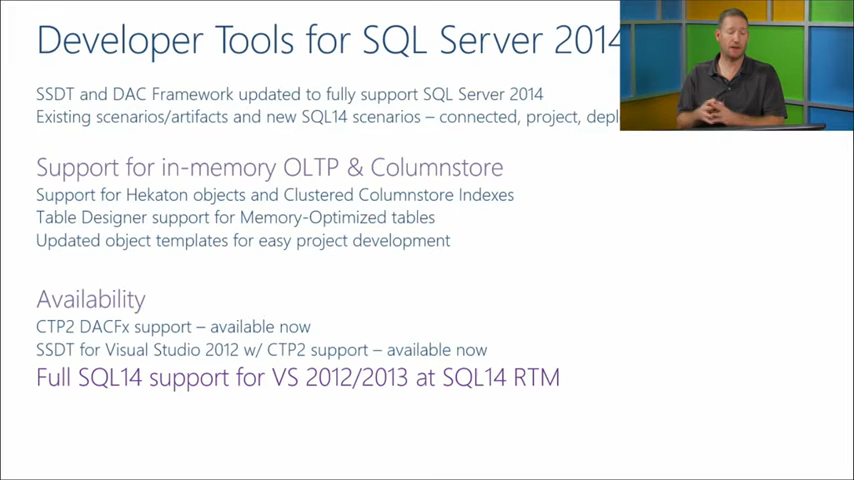 Developer Tools for SQL Server 2014
SSDT and DAC Framework updated to fully support SQL Server 2014
Existing scenarios/artifacts and new SQL14 scenarios – connected, project,
Support for in-memory OLTP & Columnstore
Support for Hekaton objects and Clustered Columnstore Indexes
Table Designer support for Memory-Optimized tables
Updated object templates for easy project development
Availability
CTP2 DACFx support – available now
SSDT for Visual Studio 2012 w/ CTP2 support – available now
Full SQL14 support for VS 2012/2013 at SQL14 RTM